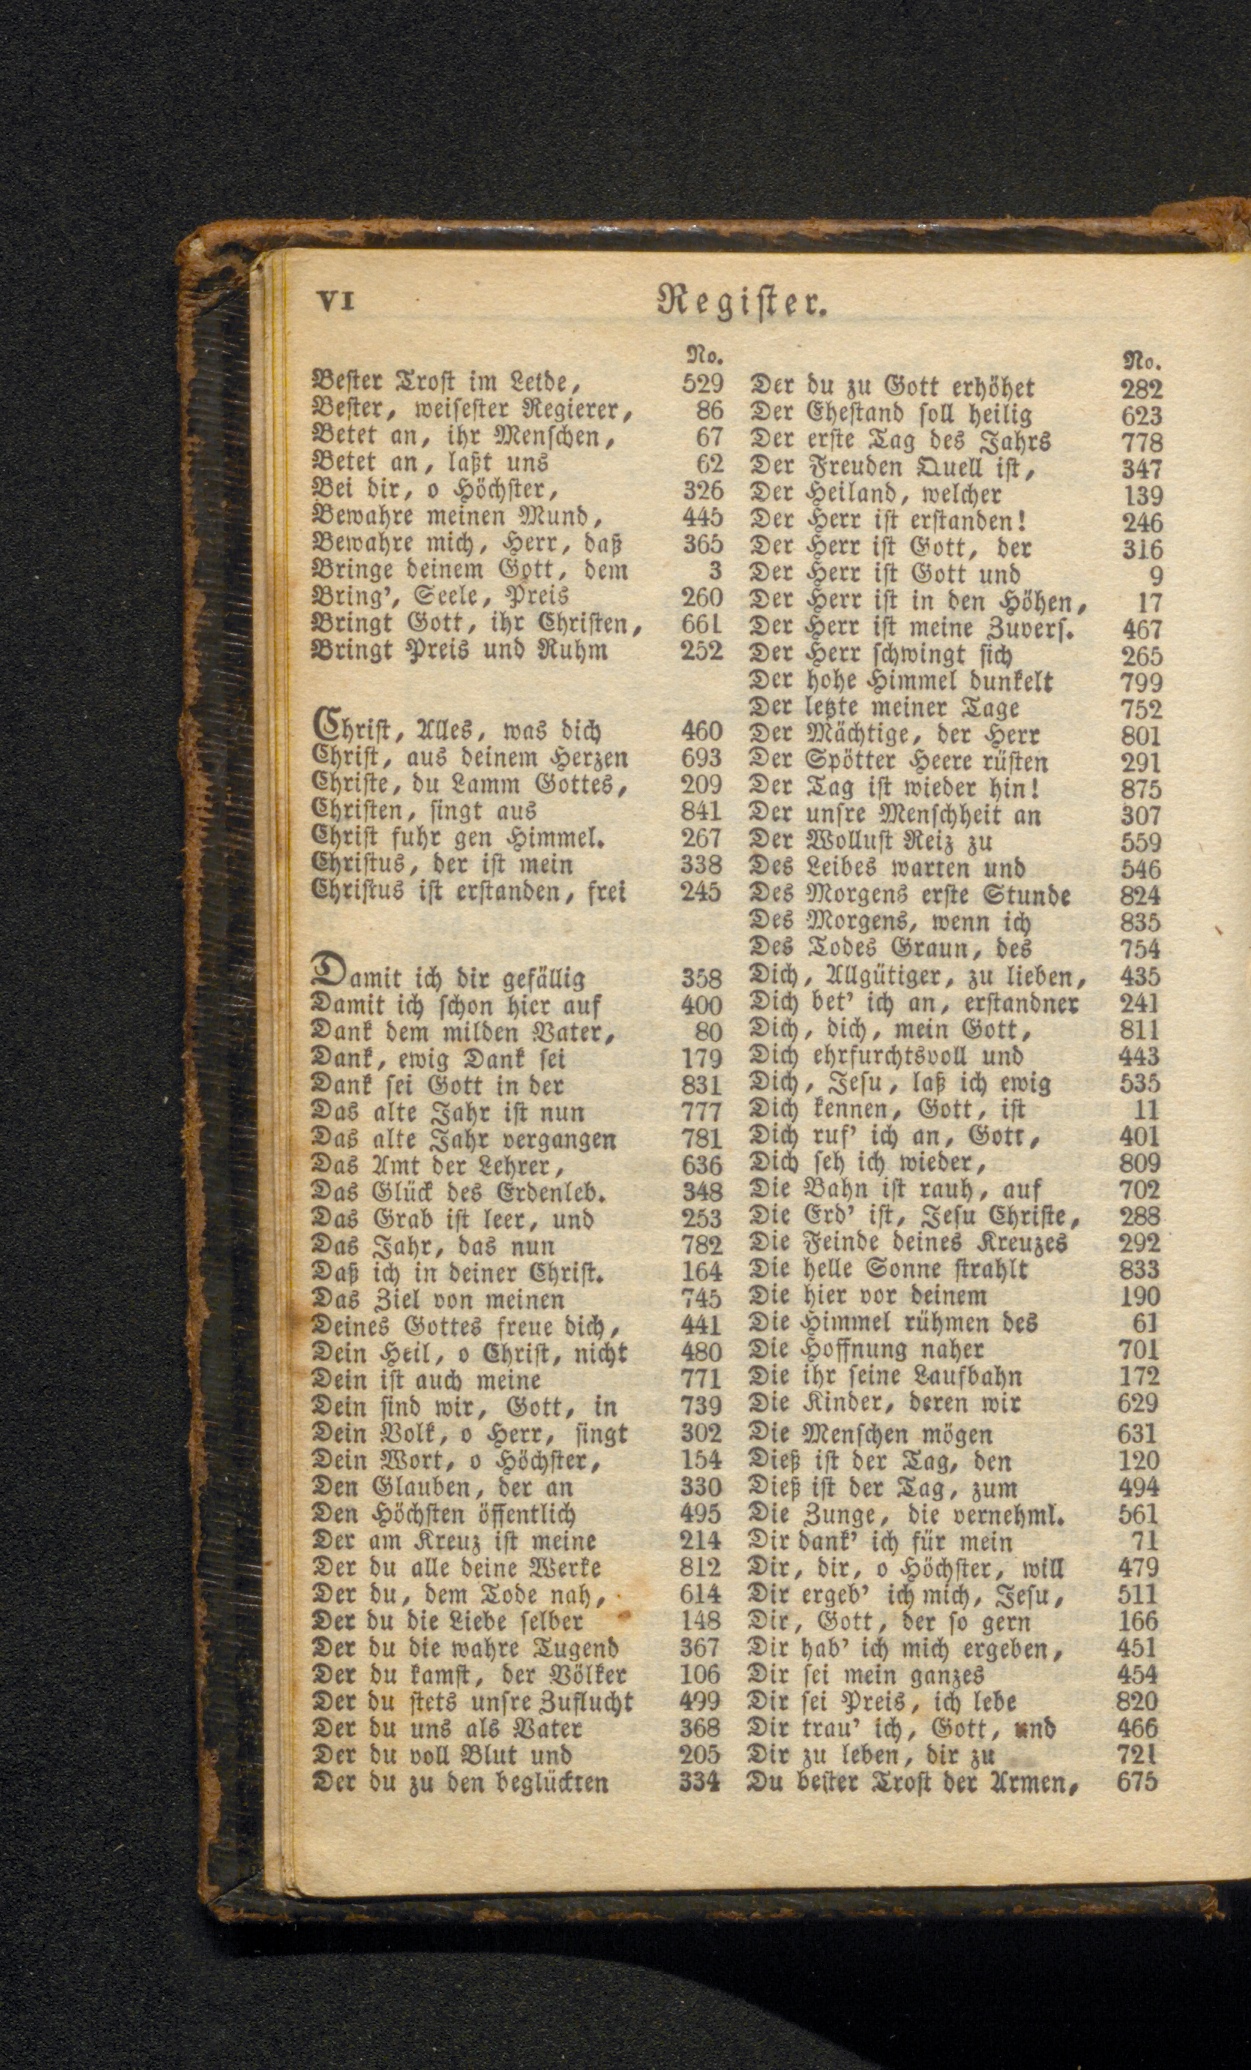 VI
Register.
No.
Bester Trost im Leide, 529
Bester, weisester Regierer, 86
Betet an, ihr Menschen, 67
Betet an, laßt uns 62
Bei dir, o Höchster, 326
Bewahre meinen Mund, 445
Bewahre mich, Herr, daß 365
Bringe deinem Gott, dem 3
Bring', Seele, Preis 260
Bringt Gott, ihr Christen, 661
Bringt Preis und Ruhm 252
Christ, Alles, was dich 460
Christ, aus deinem Herzen 693
Christe, du Lamm Gottes, 209
Christen, singt aus 841
Christ fuhr gen Himmel. 267
Christus, der ist mein 338
Christus ist erstanden, frei 245
Damit ich dir gefällig 358
Damit ich schon hier auf 400
Dank dem milden Vater, 80
Dank, ewig Dank sei 179
Dank sei Gott in der 831
Das alte Jahr ist nun 777
Das alte Jahr vergangen 781
Das Amt der Lehrer, 636
Das Glück des Erdenleb. 348
Das Grab ist leer, und 253
Das Jahr, das nun 782
Daß ich in deiner Christ. 164
Das Ziel von meinen 745
Deines Gottes freue dich, 441
Dein Heil, o Christ, nicht 480
Dein ist auch meine 771
Dein sind wir, Gott, in 739
Dein Volk, o Herr, singt 302
Dein Wort, o Höchster, 154
Den Glauben, der an 330
Den Höchsten öffentlich 495
Der am Kreuz ist meine 214
Der du alle deine Werke 812
Der du, dem Tode nah, 614
Der du die Liebe selber 148
Der du die wahre Tugend 367
Der du kamst, der Völker 106
Der du stets unsre Zuflucht 499
Der du uns als Vater 368
Der du voll Blut und 205
Der du zu den beglückten 334
No.
Der du zu Gott erhöhet 282
Der Ehestand soll heilig 623
Der erste Tag des Jahrs 778
Der Freuden Quell ist, 347
Der Heiland, welcher 139
Der Herr ist erstanden! 246
Der Herr ist Gott, der 316
Der Herr ist Gott und 9
Der Herr ist in den Höhen, 17
Der Herr ist meine Zuvers. 467
Der Herr schwingt sich 265
Der hohe Himmel dunkelt 799
Der letzte meiner Tage 752
Der Mächtige, der Herr 801
Der Spötter Heere rüsten 291
Der Tag ist wieder hin! 875
Der unsre Menschheit an 307
Der Wollust Reiz zu 559
Des Leibes warten und 546
Des Morgens erste Stunde 824
Des Morgens, wenn ich 835
Des Todes Graun, des 754
Dich, Allgütiger, zu lieben, 435
Dich bet' ich an, erstandner 241
Dich, dich, mein Gott, 811
Dich ehrfurchtsvoll und 443
Dich, Jesu, laß ich ewig 535
Dich kennen, Gott, ist 11
Dich ruf' ich an, Gott, 401
Dich seh ich wieder, 809
Die Bahn ist rauh, auf 702
Die Erd' ist, Jesu Christe, 288
Die Feinde deines Kreuzes 292
Die helle Sonne strahlt 833
Die hier vor deinem 190
Die Himmel rühmen des 61
Die Hoffnung naher 701
Die ihr seine Laufbahn 172
Die Kinder, deren wir 629
Die Menschen mögen 631
Dieß ist der Tag, den 120
Dieß ist der Tag, zum 494
Die Zunge, die vernehml. 561
Dir dank' ich für mein 71
Dir, dir, o Höchster, will 479
Dir ergeb' ich mich, Jesu, 511
Dir, Gott, der so gern 166
Dir hab' ich mich ergeben, 451
Dir sei mein ganzes 454
Dir sei Preis, ich lebe 820
Dir trau' ich, Gott, und 466
Dir zu leben, dir zu 721
Du bester Trost der Armen, 675